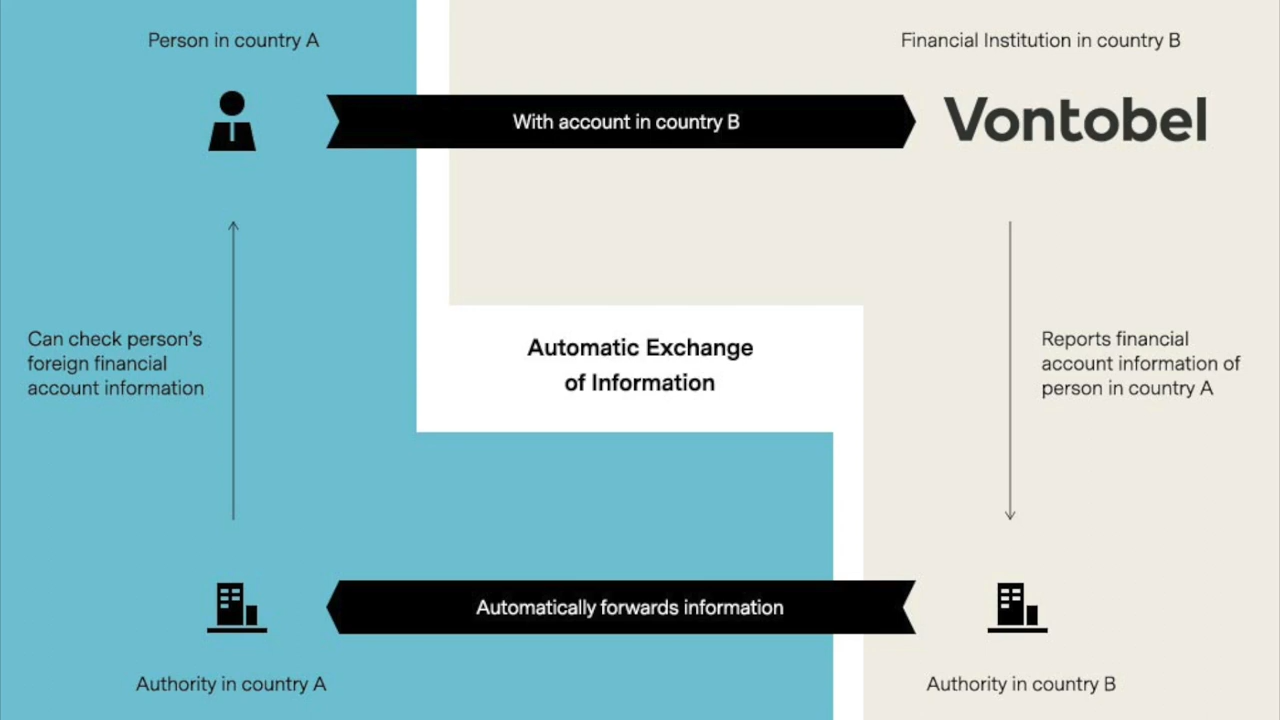 Person in country A
Financial Institution in country B
With account in country B
Vontobel
Can check person’s
foreign financial
account information
Automatic Exchange
of Information
Reports financial
account information of
person in country A
Automatically forwards information
Authority in country A
Authority in country B